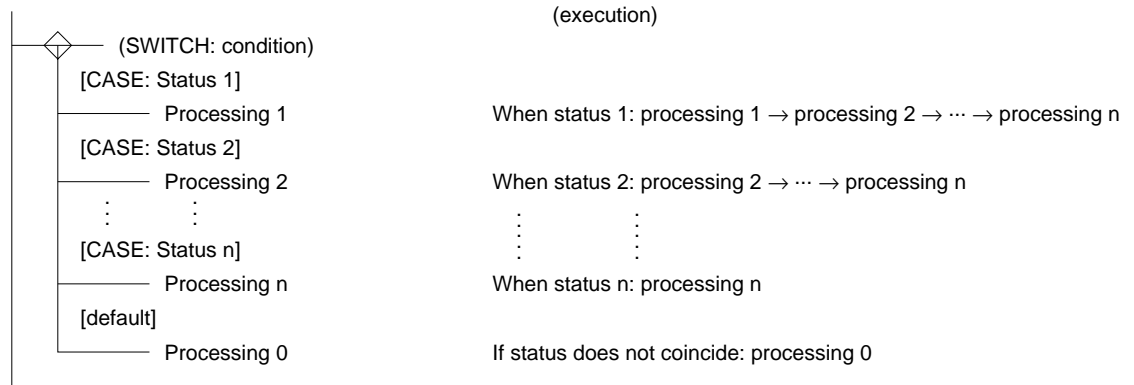 (execution)
(SWITCH: condition)
[CASE: Status 1]
Processing 1 When status 1: processing 1 → processing 2 → ··· → processing n
[CASE: Status 2]
Processing 2 When status 2: processing 2 → ··· → processing n
[CASE: Status n]
Processing n When status n: processing n
[default]
Processing 0 If status does not coincide: processing 0